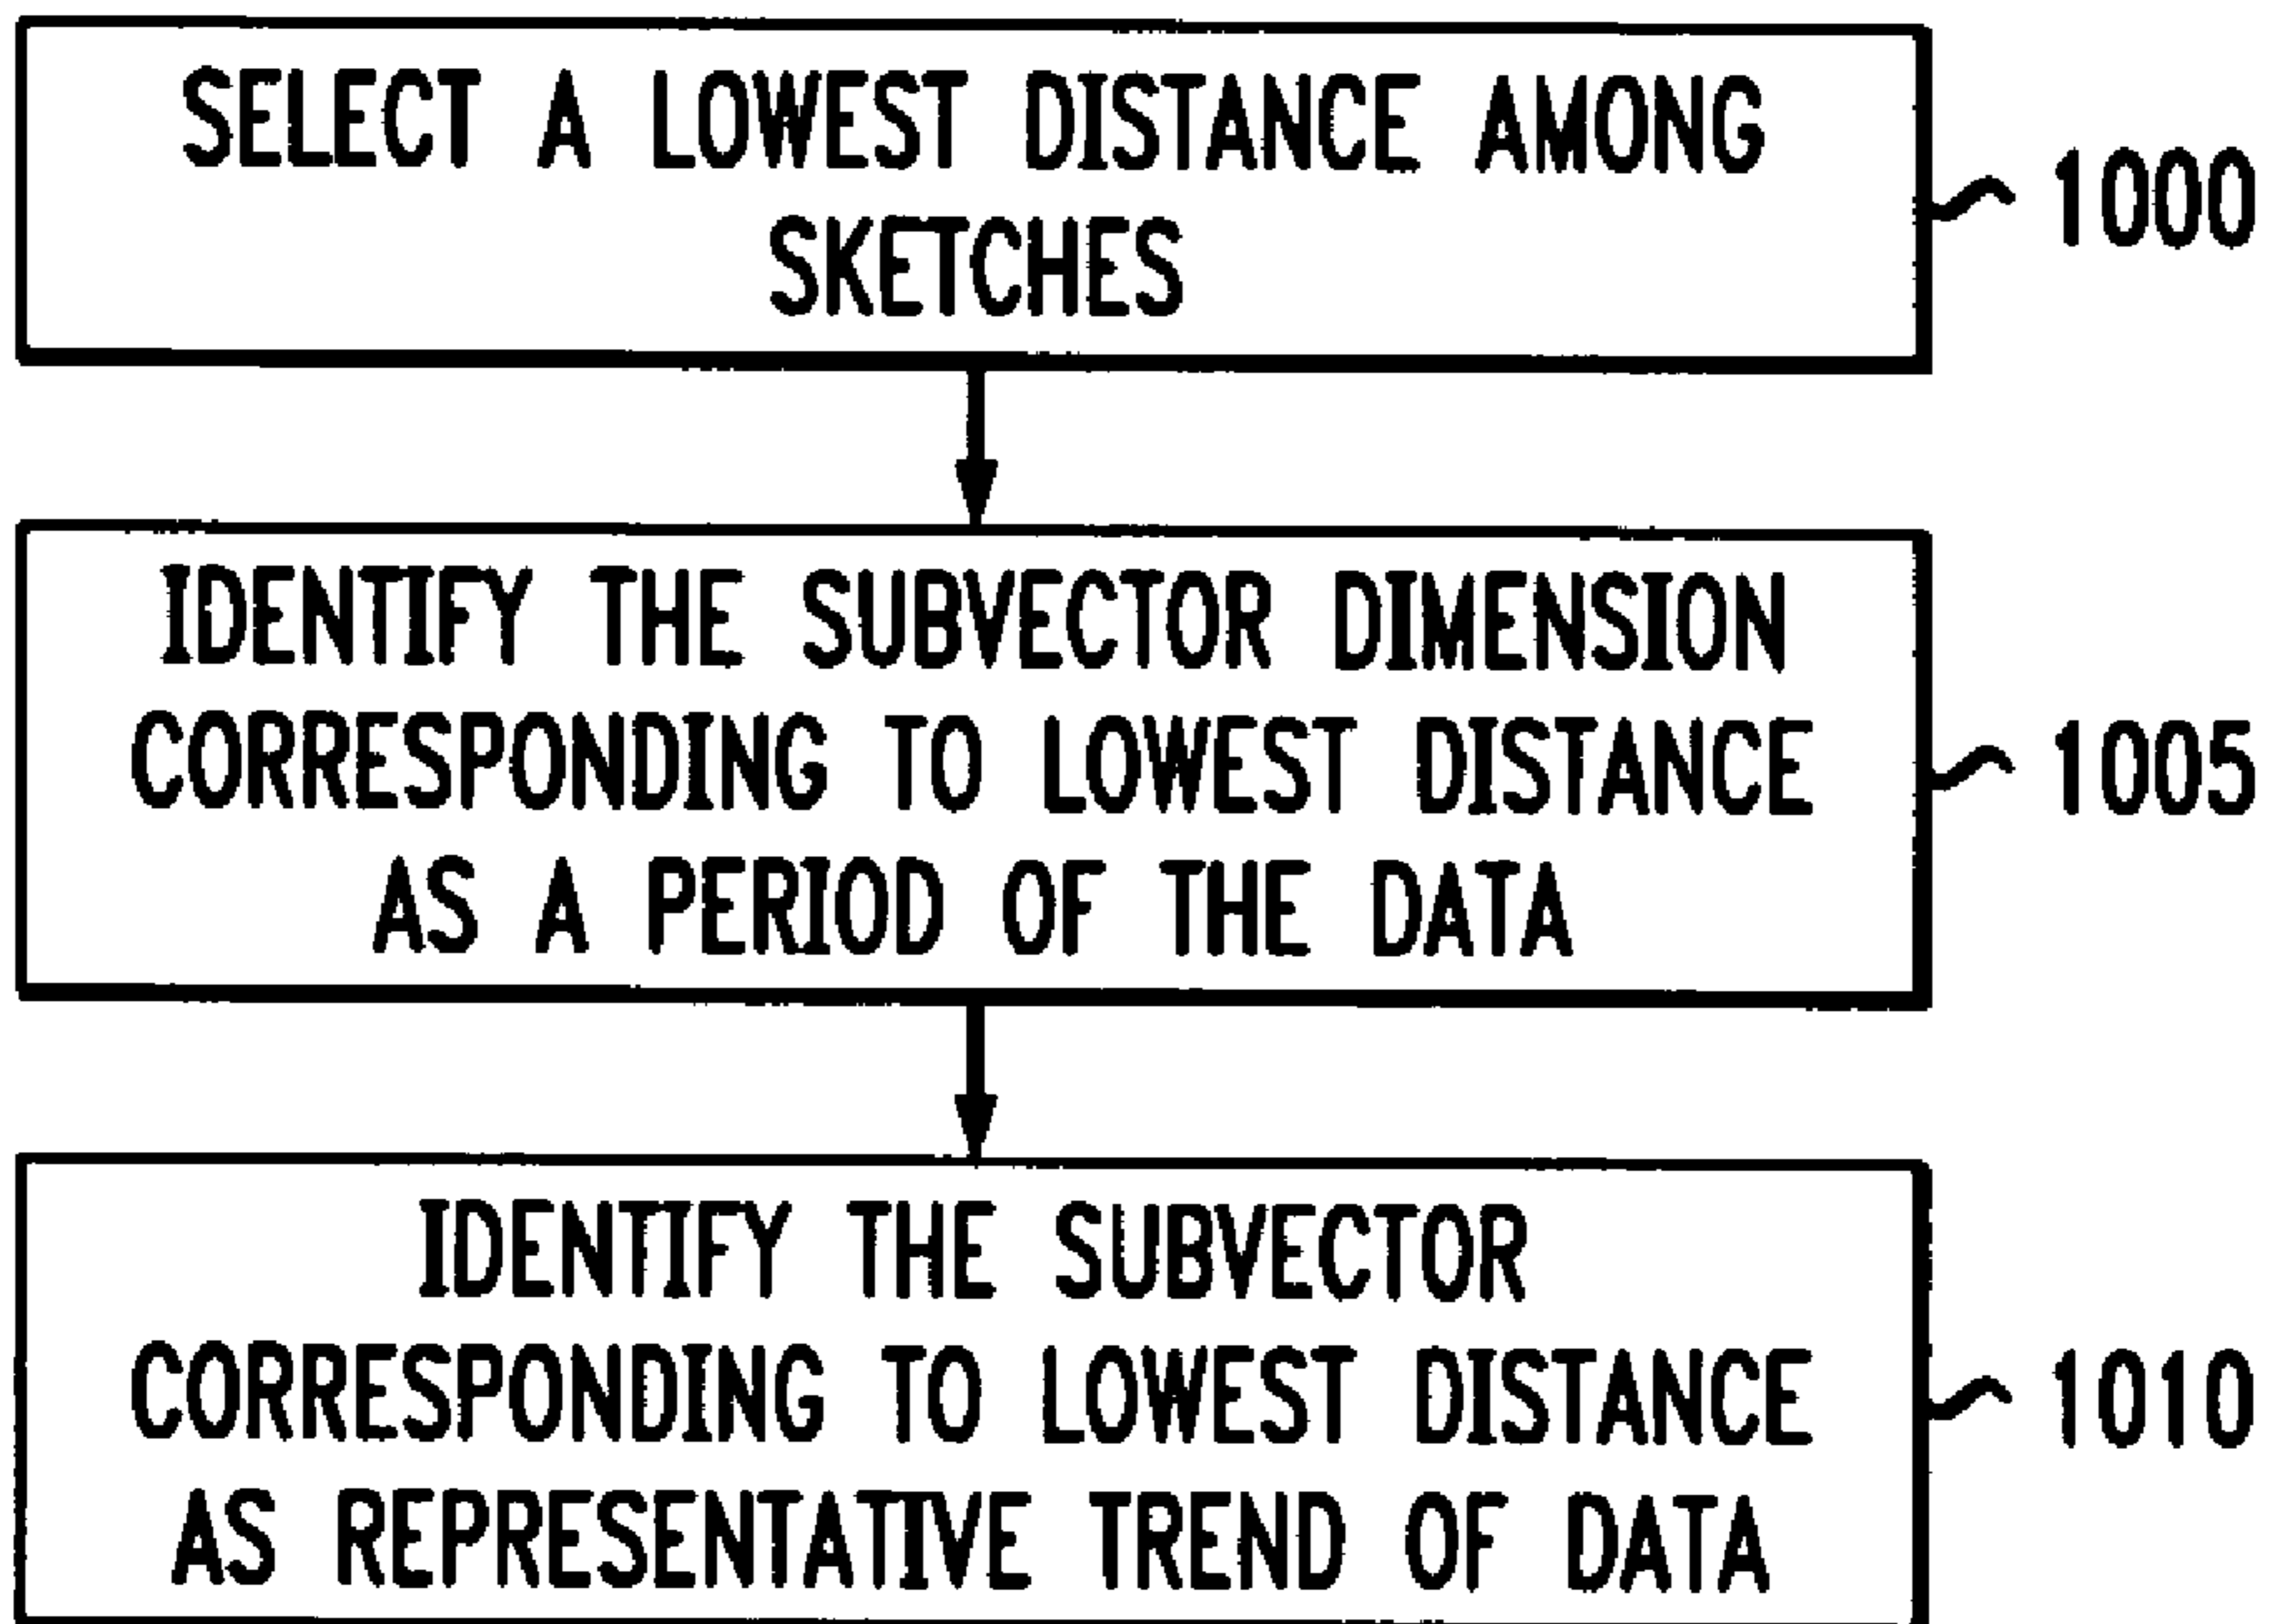 SELECT A LOWEST DISTANCE AMONG
SKETCHES
1000
IDENTIFY THE SUBVECTOR DIMENSION
CORRESPONDING TO LOWEST DISTANCE
AS A PERIOD OF THE DATA
1005
IDENTIFY THE SUBVECTOR
CORRESPONDING TO LOWEST DISTANCE
AS REPRESENTATIVE TREND OF DATA
1010